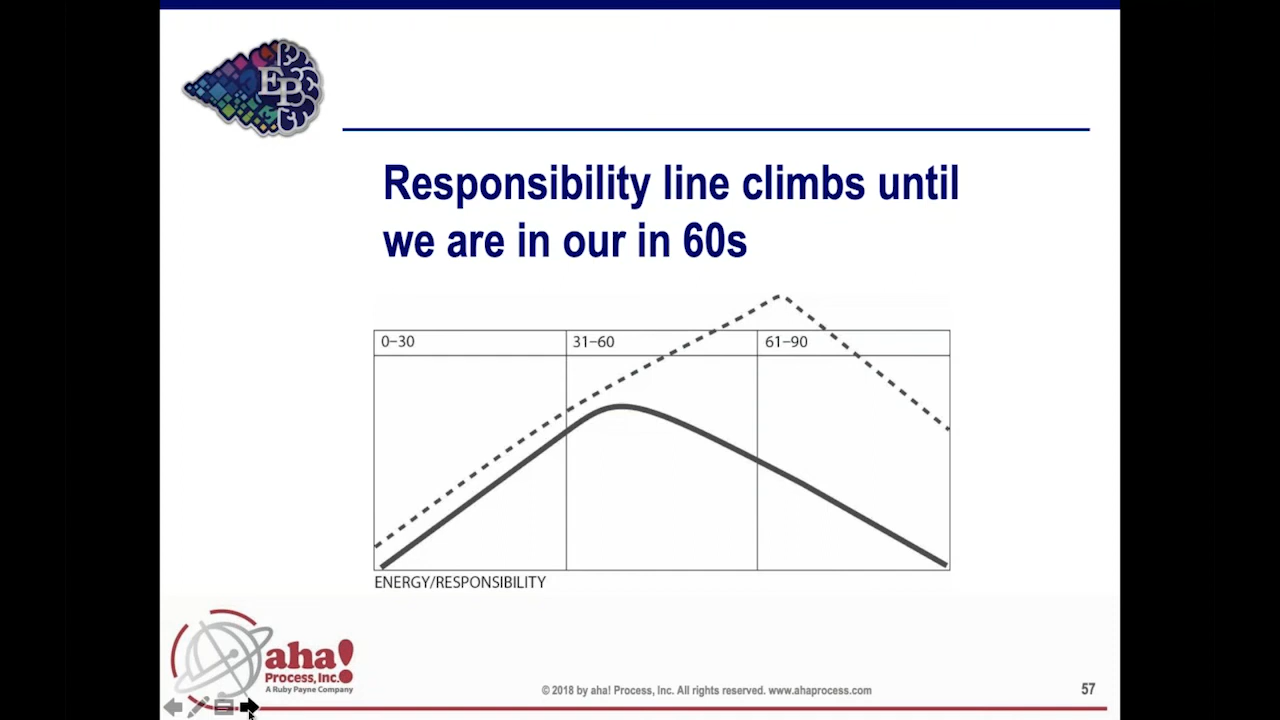 EP
Responsibility line climbs until
we are in our in 60s
0–30 31–60 61–90
ENERGY/RESPONSIBILITY
aha!
Process, Inc.
A Ruby Payne Company
© 2018 by aha! Process, Inc. All rights reserved. www.ahaprocess.com
57